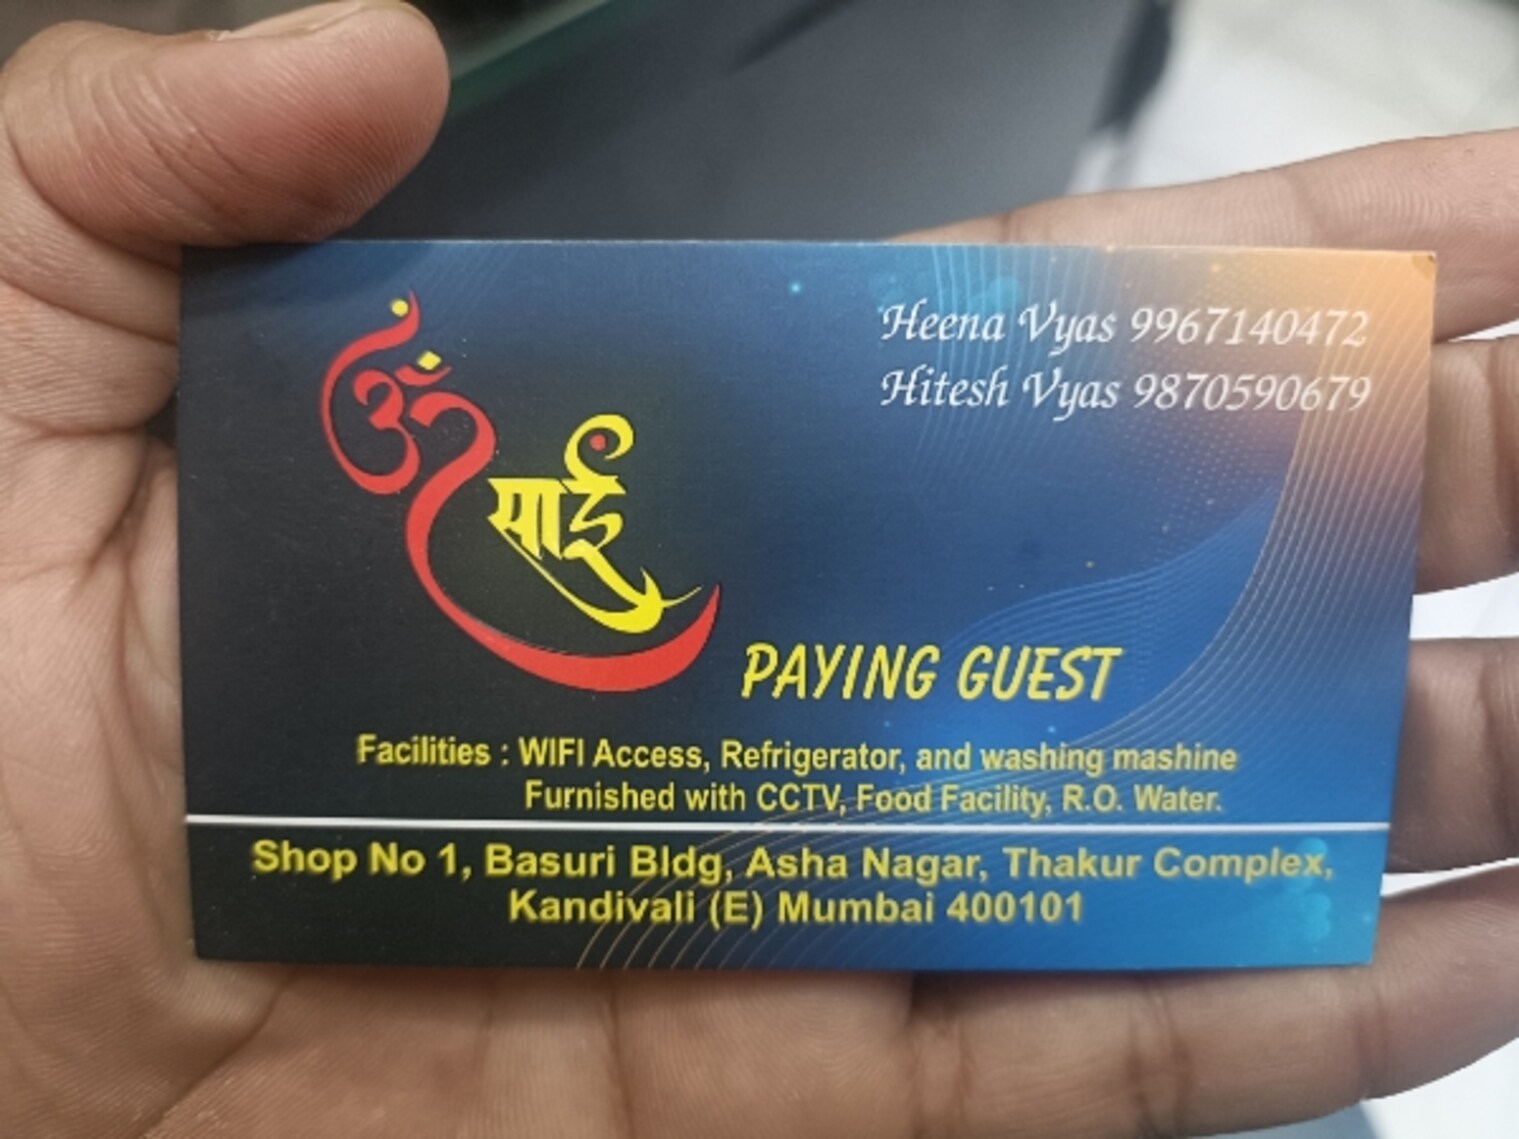 Heena Vyas 9967140472
Hitesh Vyas 9870590679
ॐ
साई
PAYING GUEST
Facilities : WIFI Access, Refrigerator, and washing mashine
Furnished with CCTV, Food Facility, R.O. Water.
Shop No 1, Basuri Bldg, Asha Nagar, Thakur Complex,
Kandivali (E) Mumbai 400101